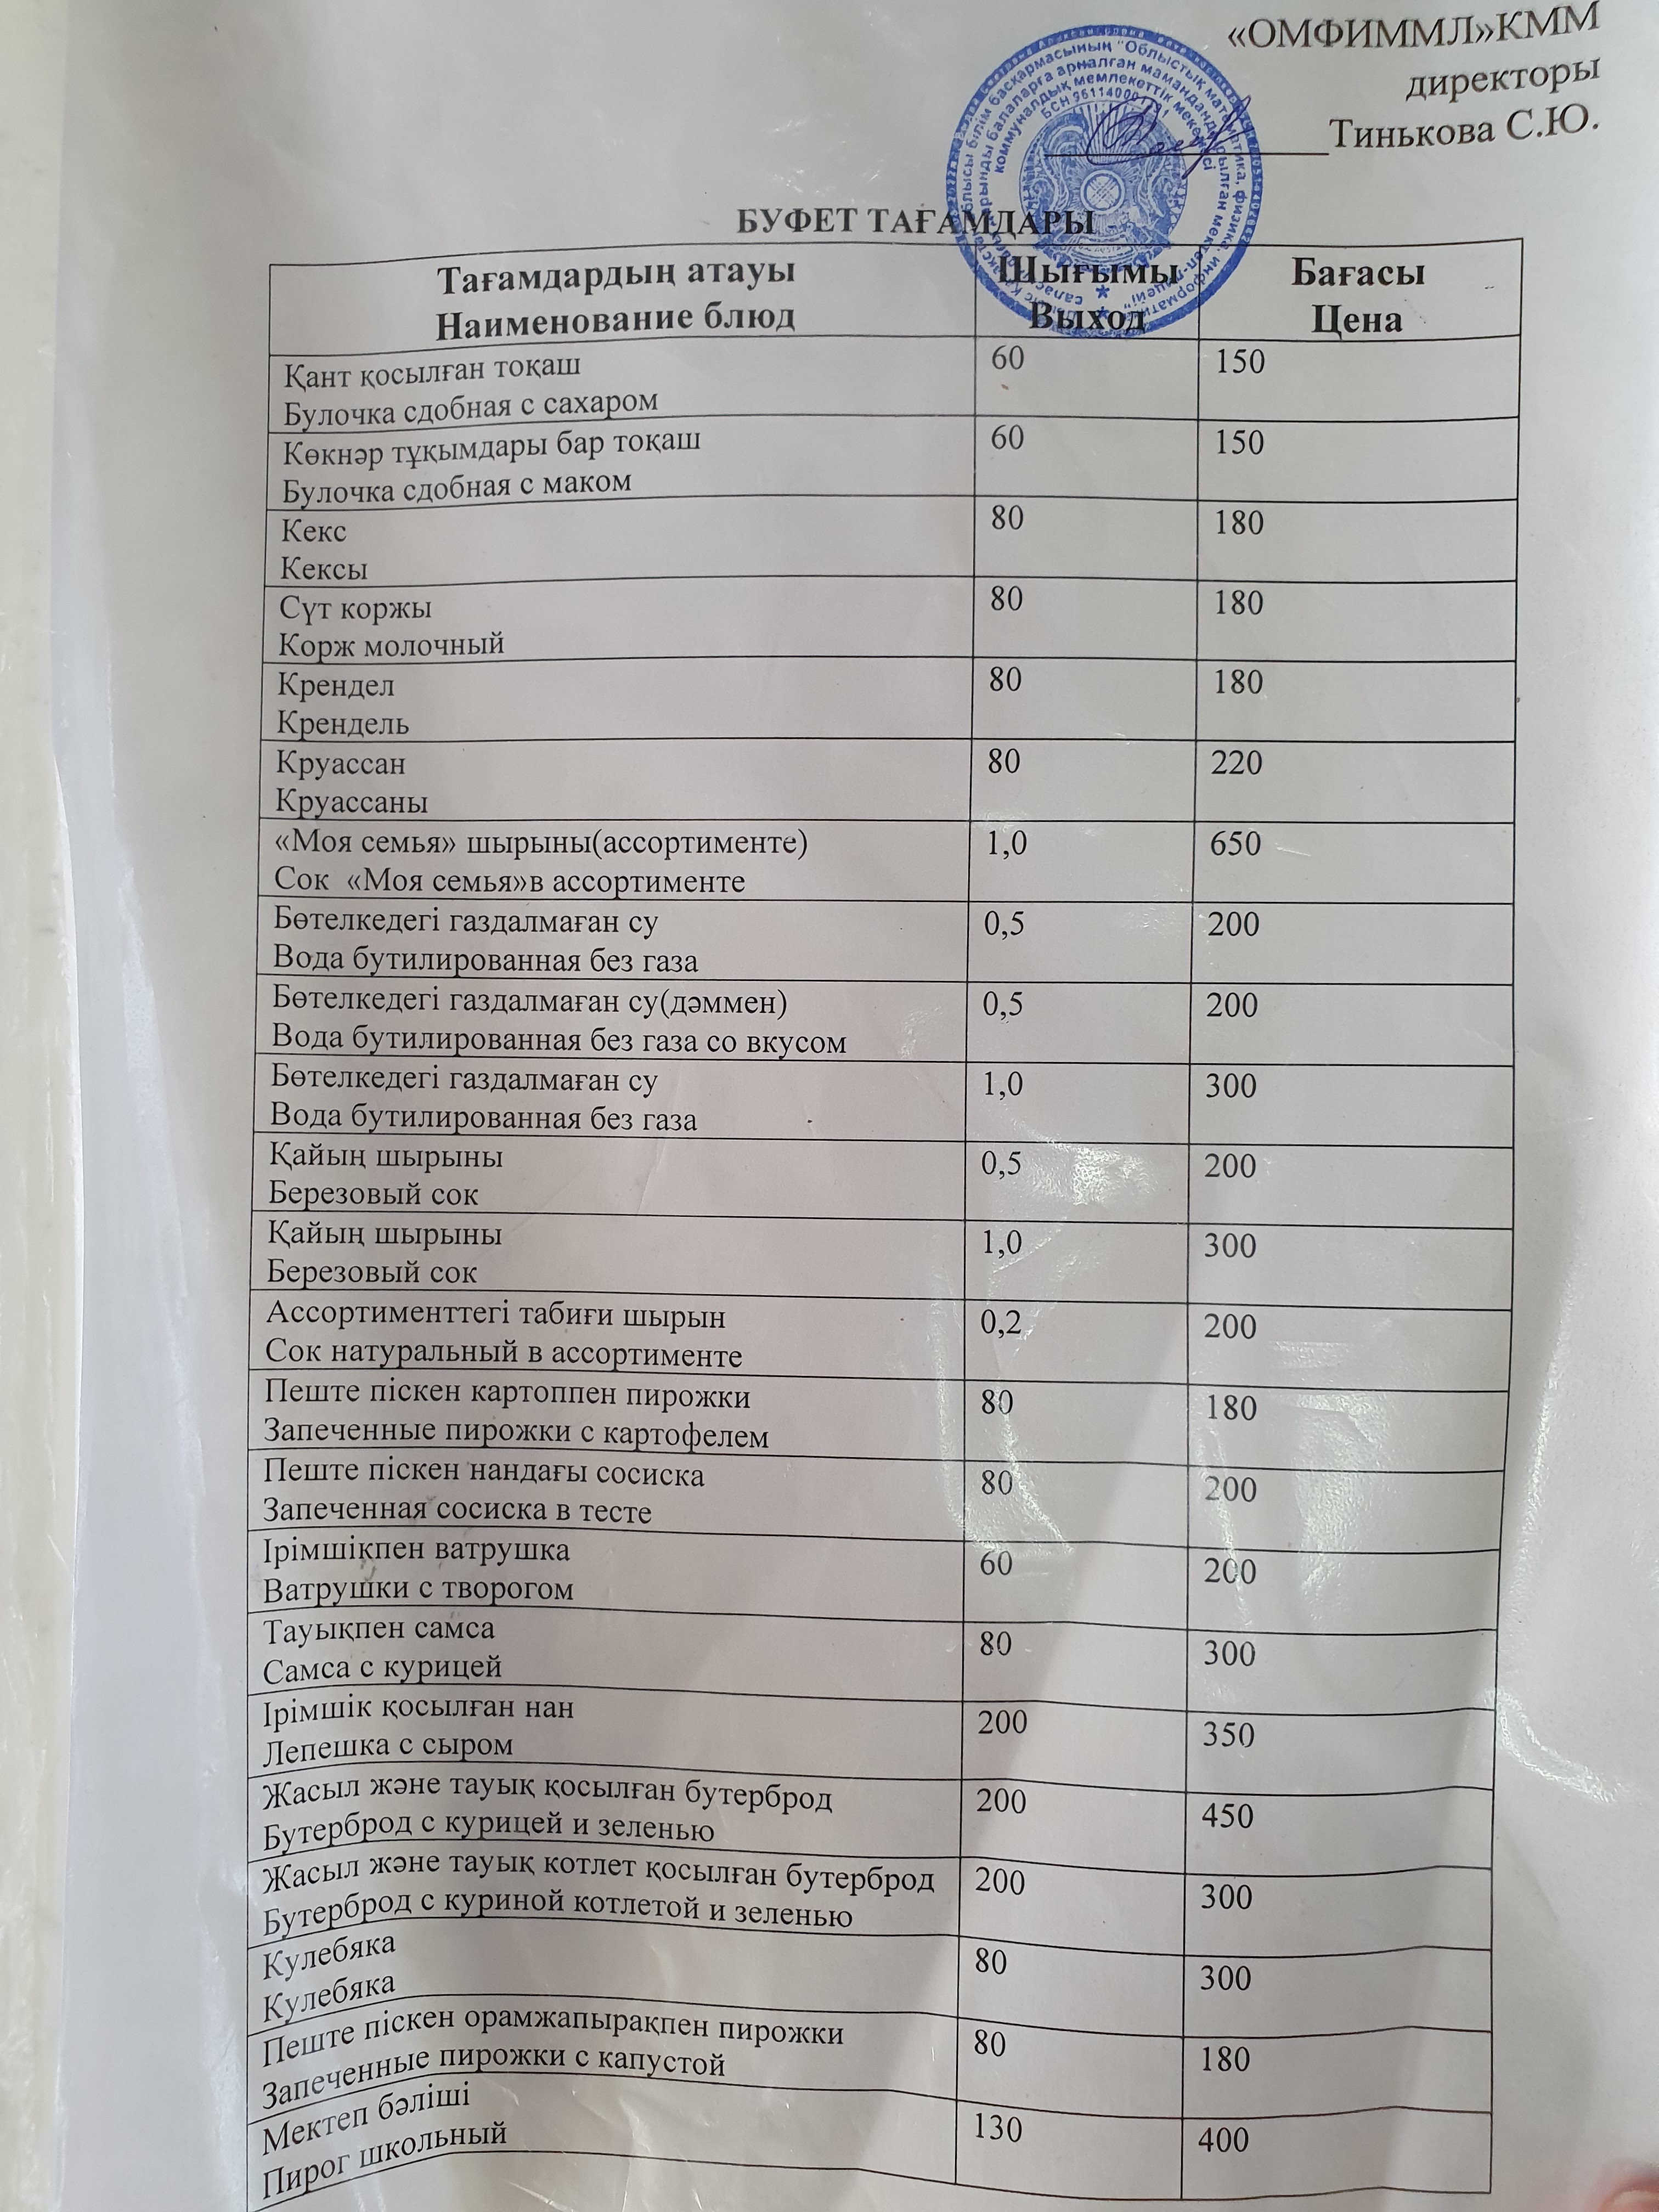 «ОМФИММЛ»КММ
директоры
Тинькова С.Ю.
БУФЕТ ТАҒАМДАРЫ
Тағамдардың атауы
Наименование блюд
Шығымы
Выход
Бағасы
Цена
Қант қосылған тоқаш
Булочка сдобная с сахаром
60
150
Көкнәр тұқымдары бар тоқаш
Булочка сдобная с маком
60
150
Кекс
Кексы
80
180
Сүт коржы
Корж молочный
80
180
Крендел
Крендель
80
180
Круассан
Круассаны
80
220
«Моя семья» шырыны(ассортименте)
Сок «Моя семья»в ассортименте
1,0
650
Бөтелкедегі газдалмаған су
Вода бутилированная без газа
0,5
200
Бөтелкедегі газдалмаған су(дәммен)
Вода бутилированная без газа со вкусом
0,5
200
Бөтелкедегі газдалмаған су
Вода бутилированная без газа
1,0
300
Қайың шырыны
Березовый сок
0,5
200
Қайың шырыны
Березовый сок
1,0
300
Ассортименттегі табиғи шырын
Сок натуральный в ассортименте
0,2
200
Пеште піскен картоппен пирожки
Запеченные пирожки с картофелем
80
180
Пеште піскен нандағы сосиска
Запеченная сосиска в тесте
80
200
Ірімшікпен ватрушка
Ватрушки с творогом
60
200
Тауықпен самса
Самса с курицей
80
300
Ірімшік қосылған нан
Лепешка с сыром
200
350
Жасыл және тауық қосылған бутерброд
Бутерброд с курицей и зеленью
200
450
Жасыл және тауық котлет қосылған бутерброд
Бутерброд с куриной котлетой и зеленью
200
300
Кулебяка
Кулебяка
80
300
Пеште піскен орамжапырақпен пирожки
Запеченные пирожки с капустой
80
180
Мектеп бәліші
Пирог школьный
130
400